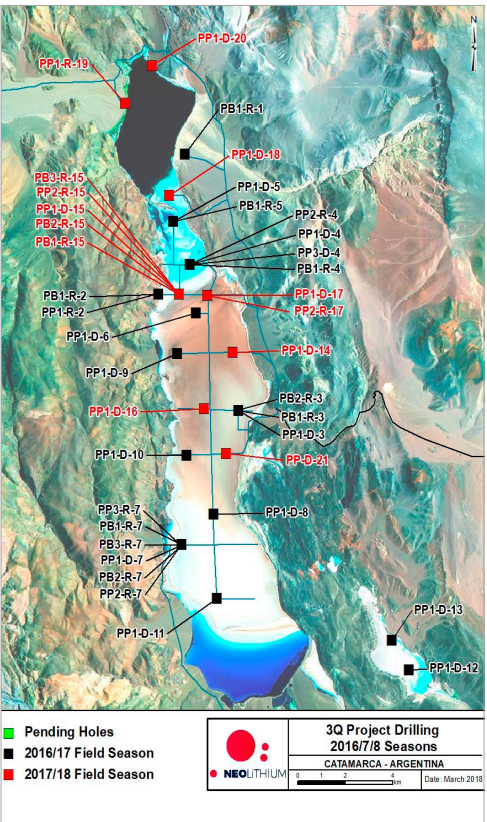 N
PP1-D-20
PP1-R-19
PB1-R-1
PP1-D-18
PB3-R-15
PP2-R-15
PP1-D-15
PB2-R-15
PB1-R-15
PP1-D-5
PB1-R-5
PP2-R-4
PP1-D-4
PP3-D-4
PB1-R-4
PB1-R-2
PP1-R-2
PP1-D-17
PP2-R-17
PP1-D-6
PP1-D-14
PP1-D-9
PB2-R-3
PB1-R-3
PP1-D-3
PP1-D-16
PP1-D-10
PP-D-21
PP3-R-7
PB1-R-7
PB3-R-7
PP1-D-7
PB2-R-7
PP2-R-7
PP1-D-8
PP1-D-11
PP1-D-13
PP1-D-12
Pending Holes
2016/17 Field Season
2017/18 Field Season
NEOLITHIUM
3Q Project Drilling
2016/7/8 Seasons
CATAMARCA - ARGENTINA
0 1 2 4
km
Date: March 2018